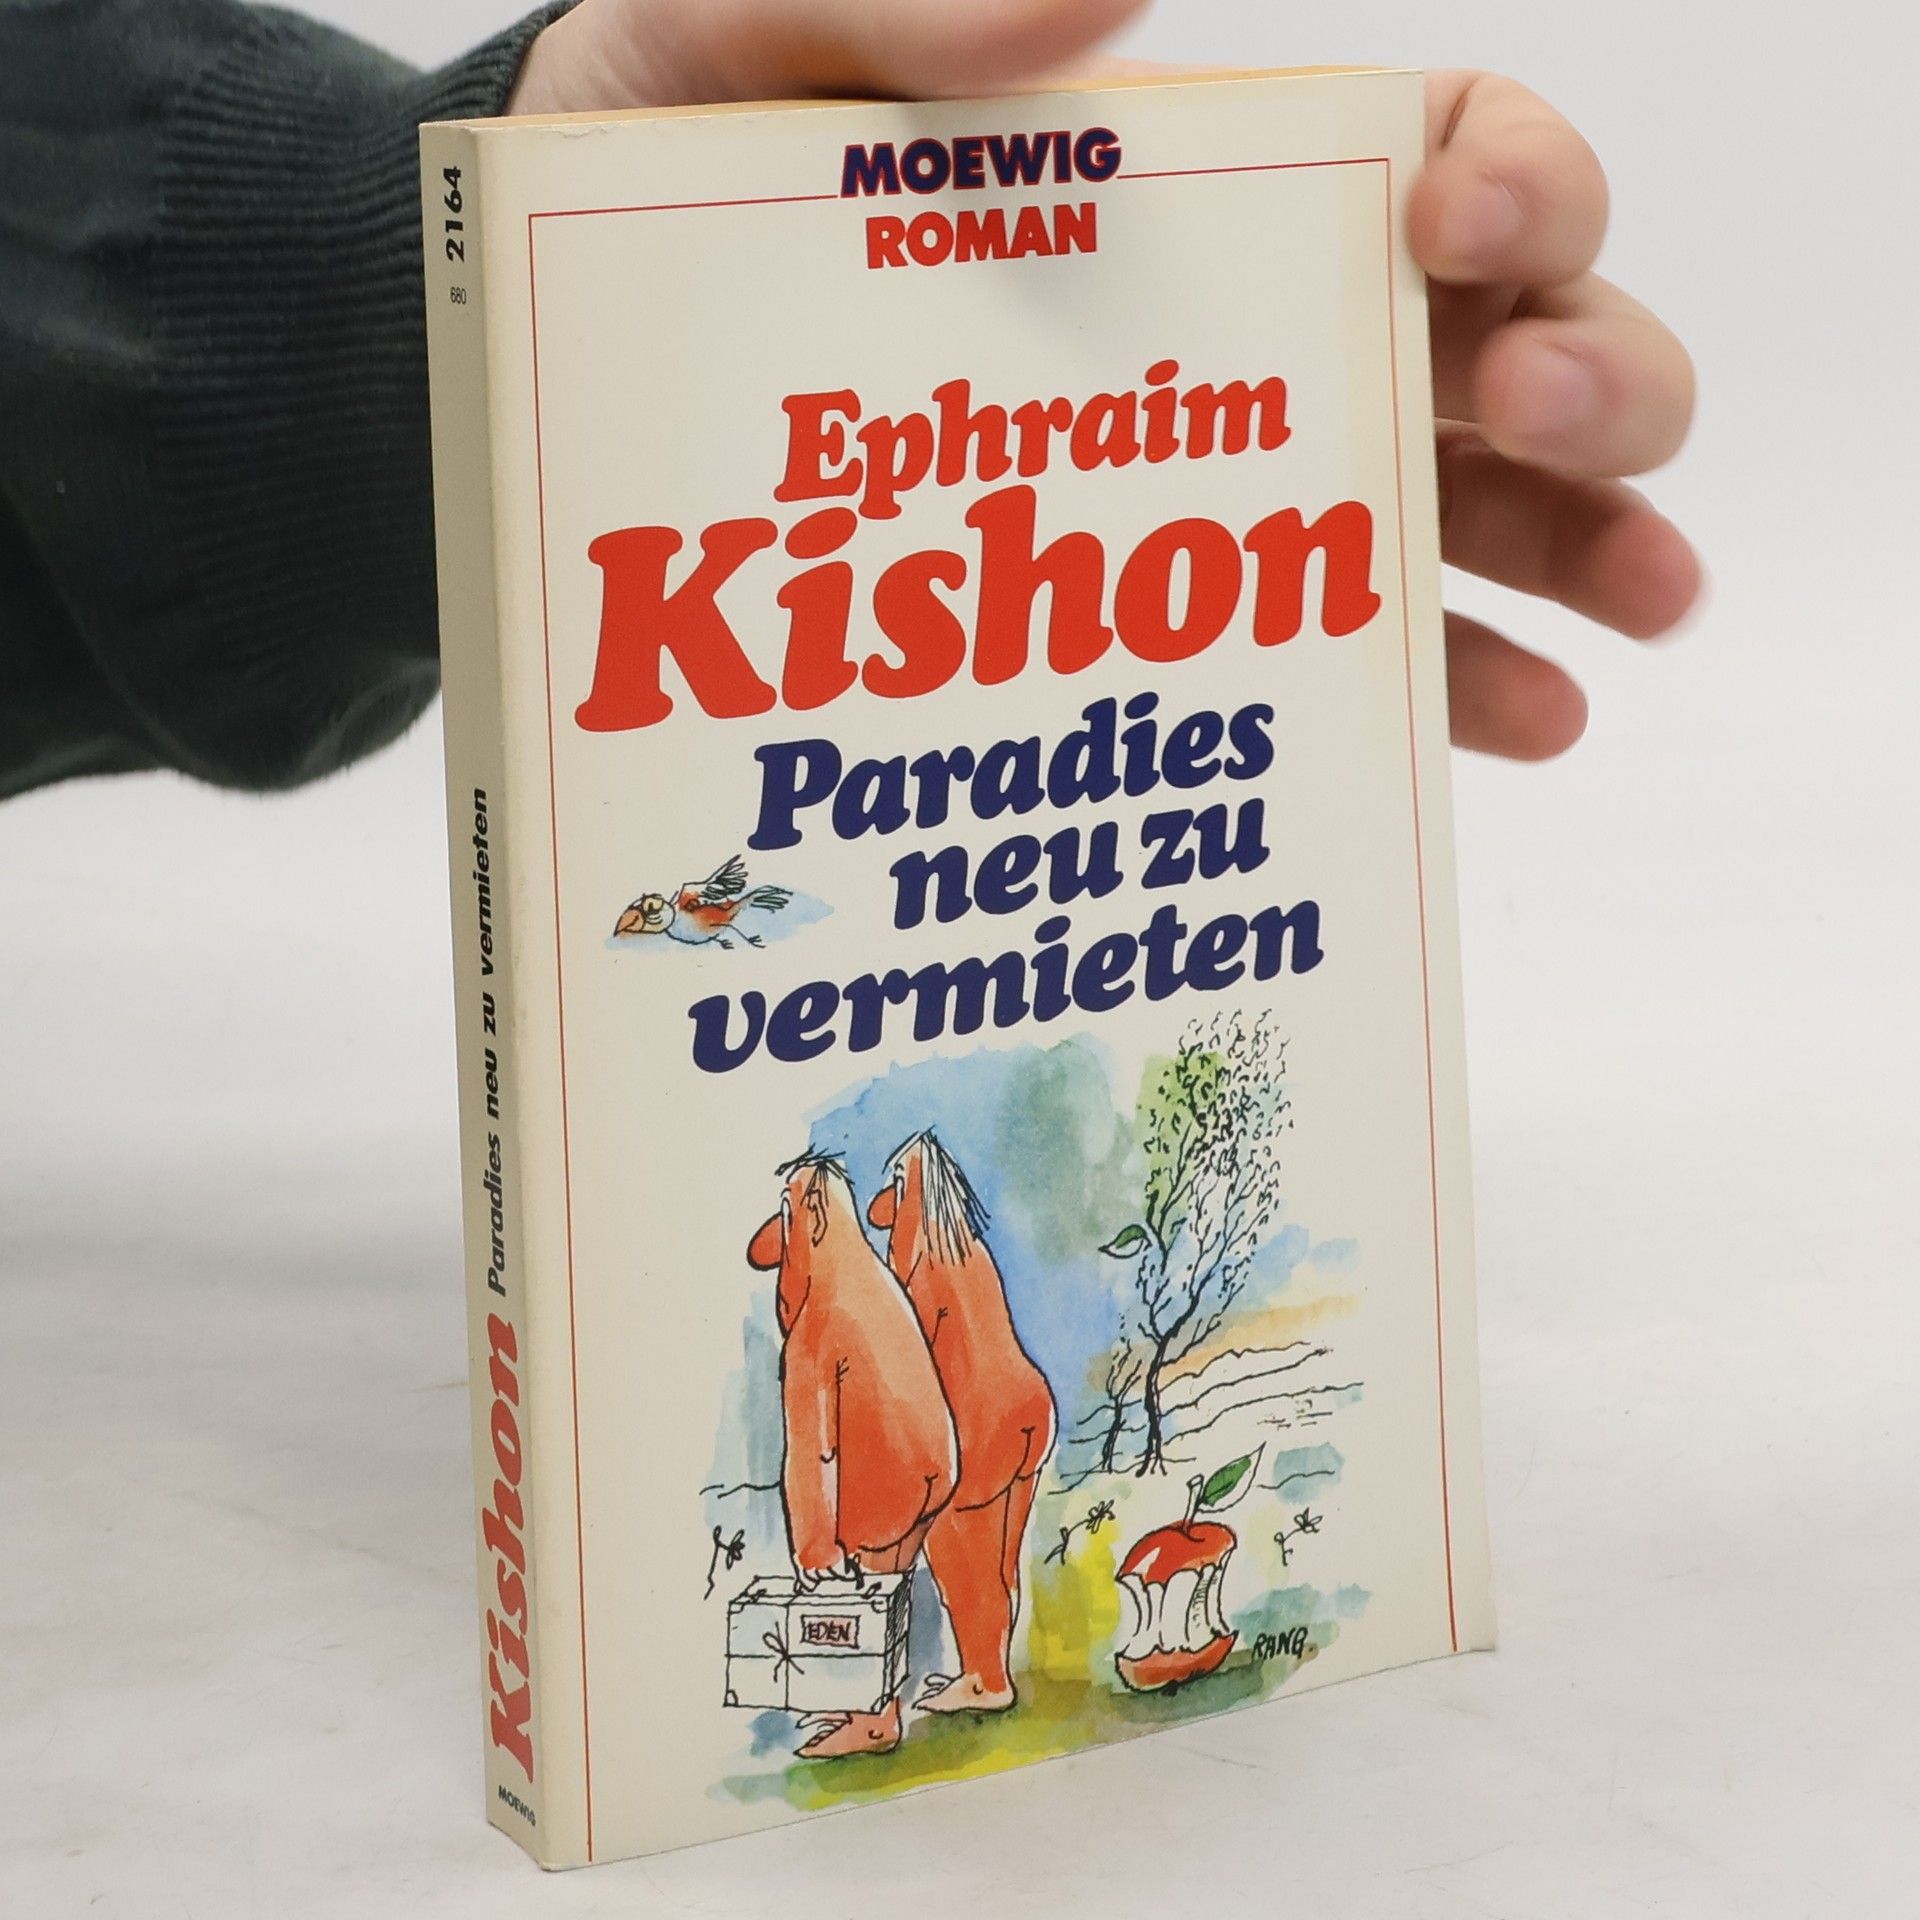 MOEWIG
ROMAN
Ephraim
Kishon
Paradies
neu zu
vermieten
EDEN
RANG.
2164
680
Kishon Paradies neu zu vermieten
MOEWIG